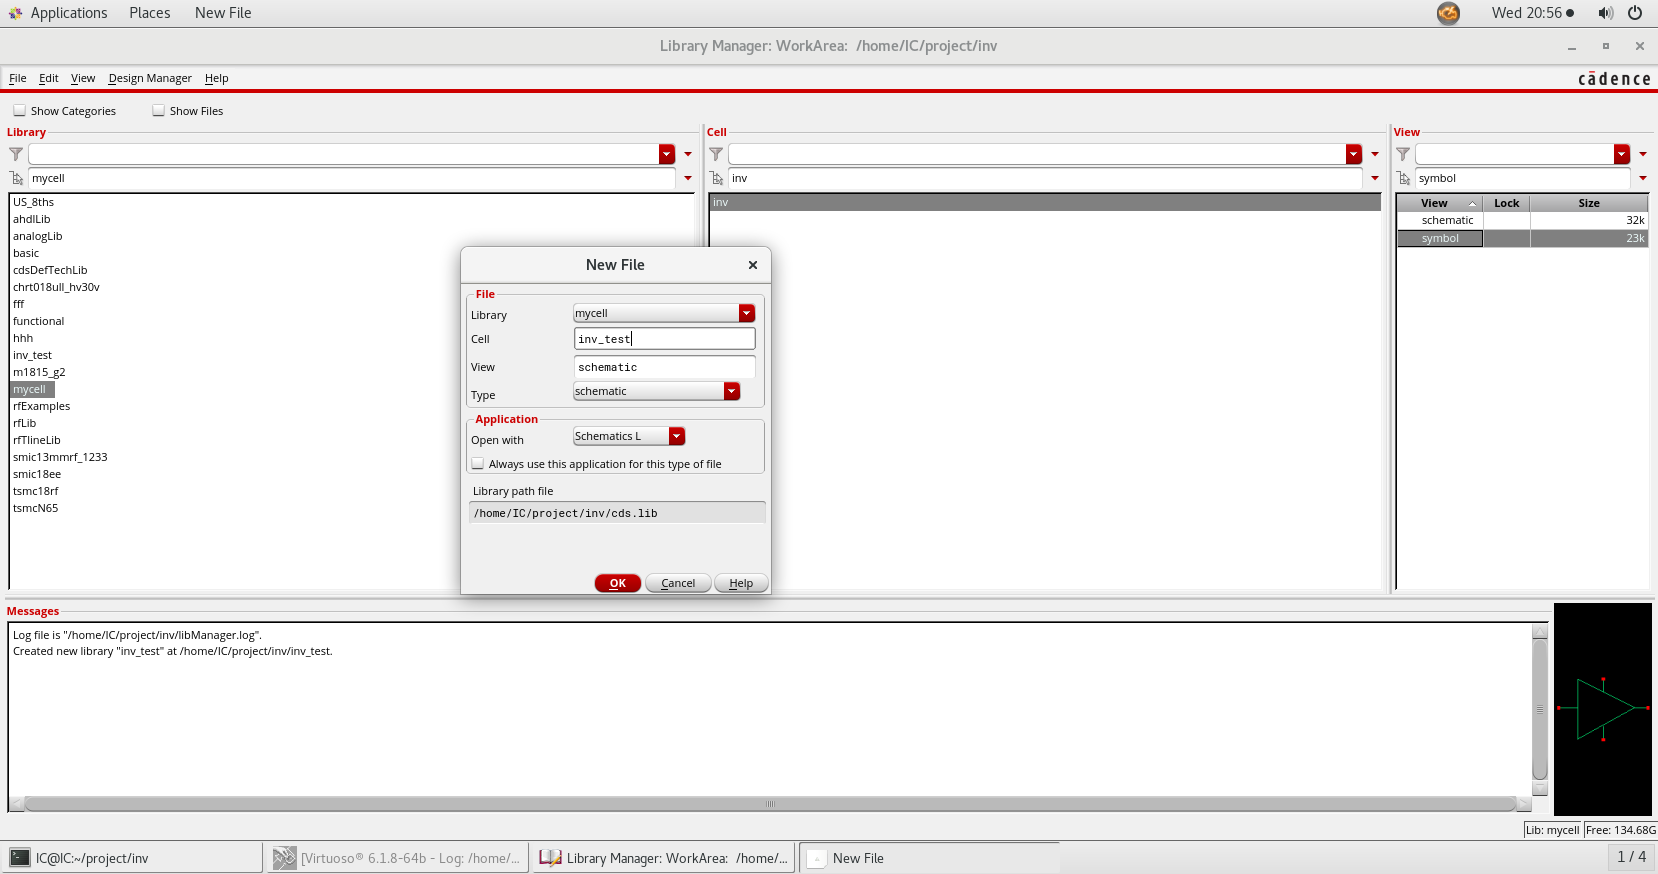 Applications Places New File Wed 20:56
Library Manager: WorkArea: /home/IC/project/inv
File Edit View Design Manager Help cādence
Show Categories Show Files
Library Cell View
mycell inv symbol
US_8ths
ahdlLib
analogLib
basic
cdsDefTechLib
chrt018ull_hv30v
fff
functional
hhh
inv_test
m1815_g2
mycell
rfExamples
rfLib
rfTlineLib
smic13mmrf_1233
smic18ee
tsmc18rf
tsmcN65
inv
View Lock Size
schematic 32k
symbol 23k
New File
File
Library mycell
Cell inv_test
View schematic
Type schematic
Application
Open with Schematics L
Always use this application for this type of file
Library path file
/home/IC/project/inv/cds.lib
OK Cancel Help
Messages
Log file is "/home/IC/project/inv/libManager.log".
Created new library "inv_test" at /home/IC/project/inv/inv_test.
Lib: mycell Free: 134.68G
IC@IC:~/project/inv [Virtuoso® 6.1.8-64b - Log: /home/... Library Manager: WorkArea: /home/... New File 1 / 4